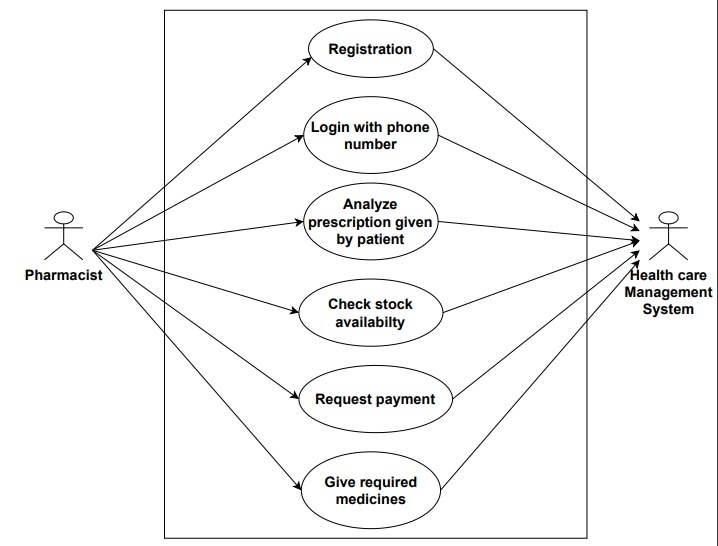 Registration
Login with phone
number
Analyze
prescription given
by patient
Pharmacist
Health care
Management
System
Check stock
availabilty
Request payment
Give required
medicines